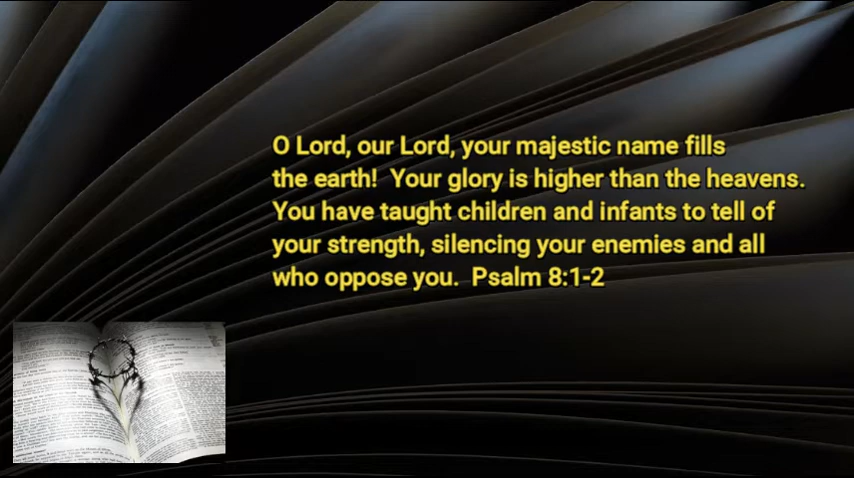 O Lord, our Lord, your majestic name fills
the earth!  Your glory is higher than the heavens.
You have taught children and infants to tell of
your strength, silencing your enemies and all
who oppose you.  Psalm 8:1-2